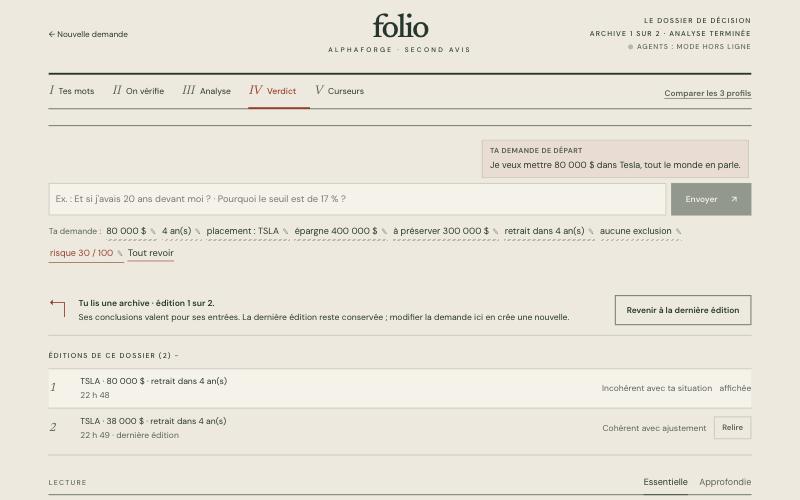 ← Nouvelle demande
folio
ALPHAFORGE · SECOND AVIS
LE DOSSIER DE DÉCISION
ARCHIVE 1 SUR 2 · ANALYSE TERMINÉE
AGENTS : MODE HORS LIGNE
I Tes mots II On vérifie III Analyse IV Verdict V Curseurs
Comparer les 3 profils
TA DEMANDE DE DÉPART
Je veux mettre 80 000 $ dans Tesla, tout le monde en parle.
Ex. : Et si j'avais 20 ans devant moi ? · Pourquoi le seuil est de 17 % ?
Envoyer ↗
Ta demande : 80 000 $ ✎ 4 an(s) ✎ placement : TSLA ✎ épargne 400 000 $ ✎ à préserver 300 000 $ ✎ retrait dans 4 an(s) ✎ aucune exclusion ✎
risque 30 / 100 ✎ Tout revoir
Tu lis une archive · édition 1 sur 2.
Ses conclusions valent pour ses entrées. La dernière édition reste conservée ; modifier la demande ici en crée une nouvelle.
Revenir à la dernière édition
ÉDITIONS DE CE DOSSIER (2) −
1 TSLA · 80 000 $ · retrait dans 4 an(s)
22 h 48
Incohérent avec ta situation affichée
2 TSLA · 38 000 $ · retrait dans 4 an(s)
22 h 49 · dernière édition
Cohérent avec ajustement Relire
LECTURE
Essentielle Approfondie